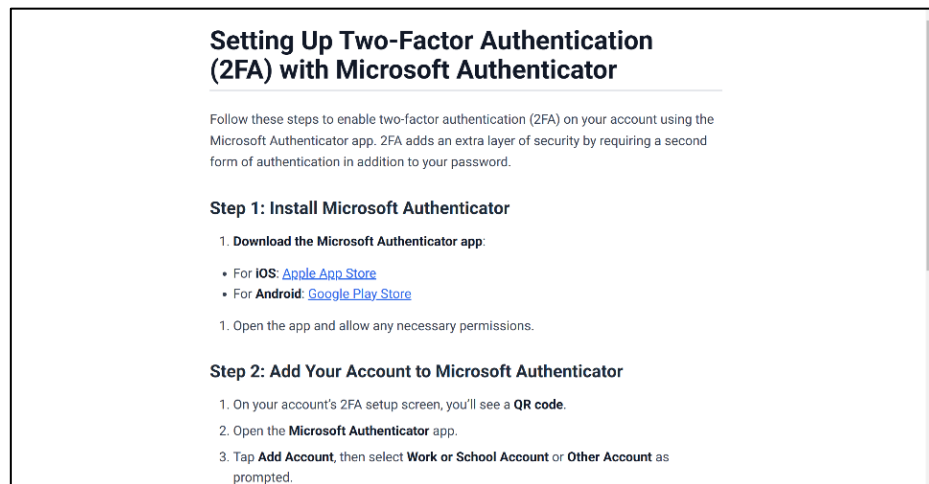 Setting Up Two-Factor Authentication
(2FA) with Microsoft Authenticator
Follow these steps to enable two-factor authentication (2FA) on your account using the
Microsoft Authenticator app. 2FA adds an extra layer of security by requiring a second
form of authentication in addition to your password.
Step 1: Install Microsoft Authenticator
1. Download the Microsoft Authenticator app:
• For iOS: Apple App Store
• For Android: Google Play Store
1. Open the app and allow any necessary permissions.
Step 2: Add Your Account to Microsoft Authenticator
1. On your account’s 2FA setup screen, you’ll see a QR code.
2. Open the Microsoft Authenticator app.
3. Tap Add Account, then select Work or School Account or Other Account as
prompted.